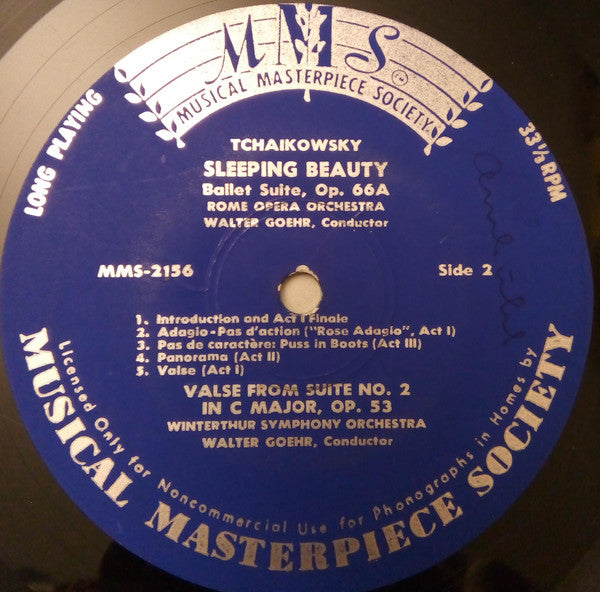 MMS
MUSICAL MASTERPIECE SOCIETY
LONG PLAYING
33⅓ RPM
TCHAIKOWSKY
SLEEPING BEAUTY
Ballet Suite, Op. 66A
ROME OPERA ORCHESTRA
WALTER GOEHR, Conductor
MMS-2156
Side 2
1. Introduction and Act I Finale
2. Adagio-Pas d'action ("Rose Adagio", Act I)
3. Pas de caractère: Puss in Boots (Act III)
4. Panorama (Act II)
5. Valse (Act I)
VALSE FROM SUITE NO. 2
IN C MAJOR, OP. 53
WINTERTHUR SYMPHONY ORCHESTRA
WALTER GOEHR, Conductor
Licensed Only for Noncommercial Use for Phonographs in Homes by
MUSICAL MASTERPIECE SOCIETY